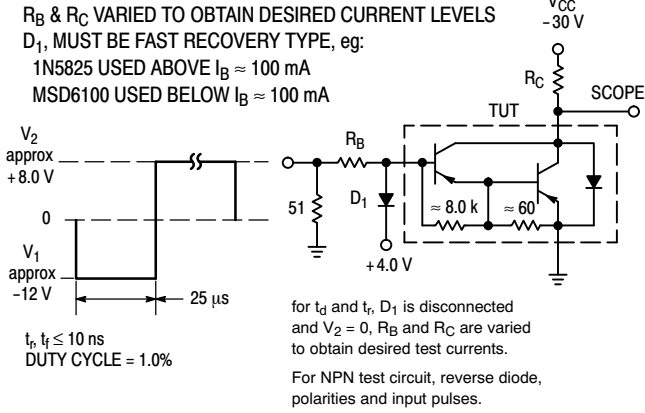 R_B & R_C VARIED TO OBTAIN DESIRED CURRENT LEVELS
D_1, MUST BE FAST RECOVERY TYPE, eg:
1N5825 USED ABOVE I_B ≈ 100 mA
MSD6100 USED BELOW I_B ≈ 100 mA
V_CC
-30 V
R_C
SCOPE
TUT
V_2
approx
+8.0 V
0
V_1
approx
-12 V
25 µs
t_r, t_f ≤ 10 ns
DUTY CYCLE = 1.0%
R_B
51
D_1
+4.0 V
≈ 8.0 k
≈ 60
for t_d and t_r, D_1 is disconnected
and V_2 = 0, R_B and R_C are varied
to obtain desired test currents.
For NPN test circuit, reverse diode,
polarities and input pulses.